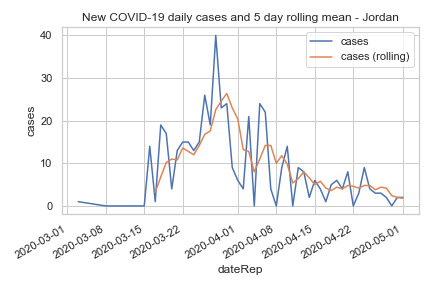 New COVID-19 daily cases and 5 day rolling mean - Jordan
cases
cases (rolling)
40
30
20
10
0
cases
2020-03-01
2020-03-08
2020-03-15
2020-03-22
2020-04-01
2020-04-08
2020-04-15
2020-04-22
2020-05-01
dateRep